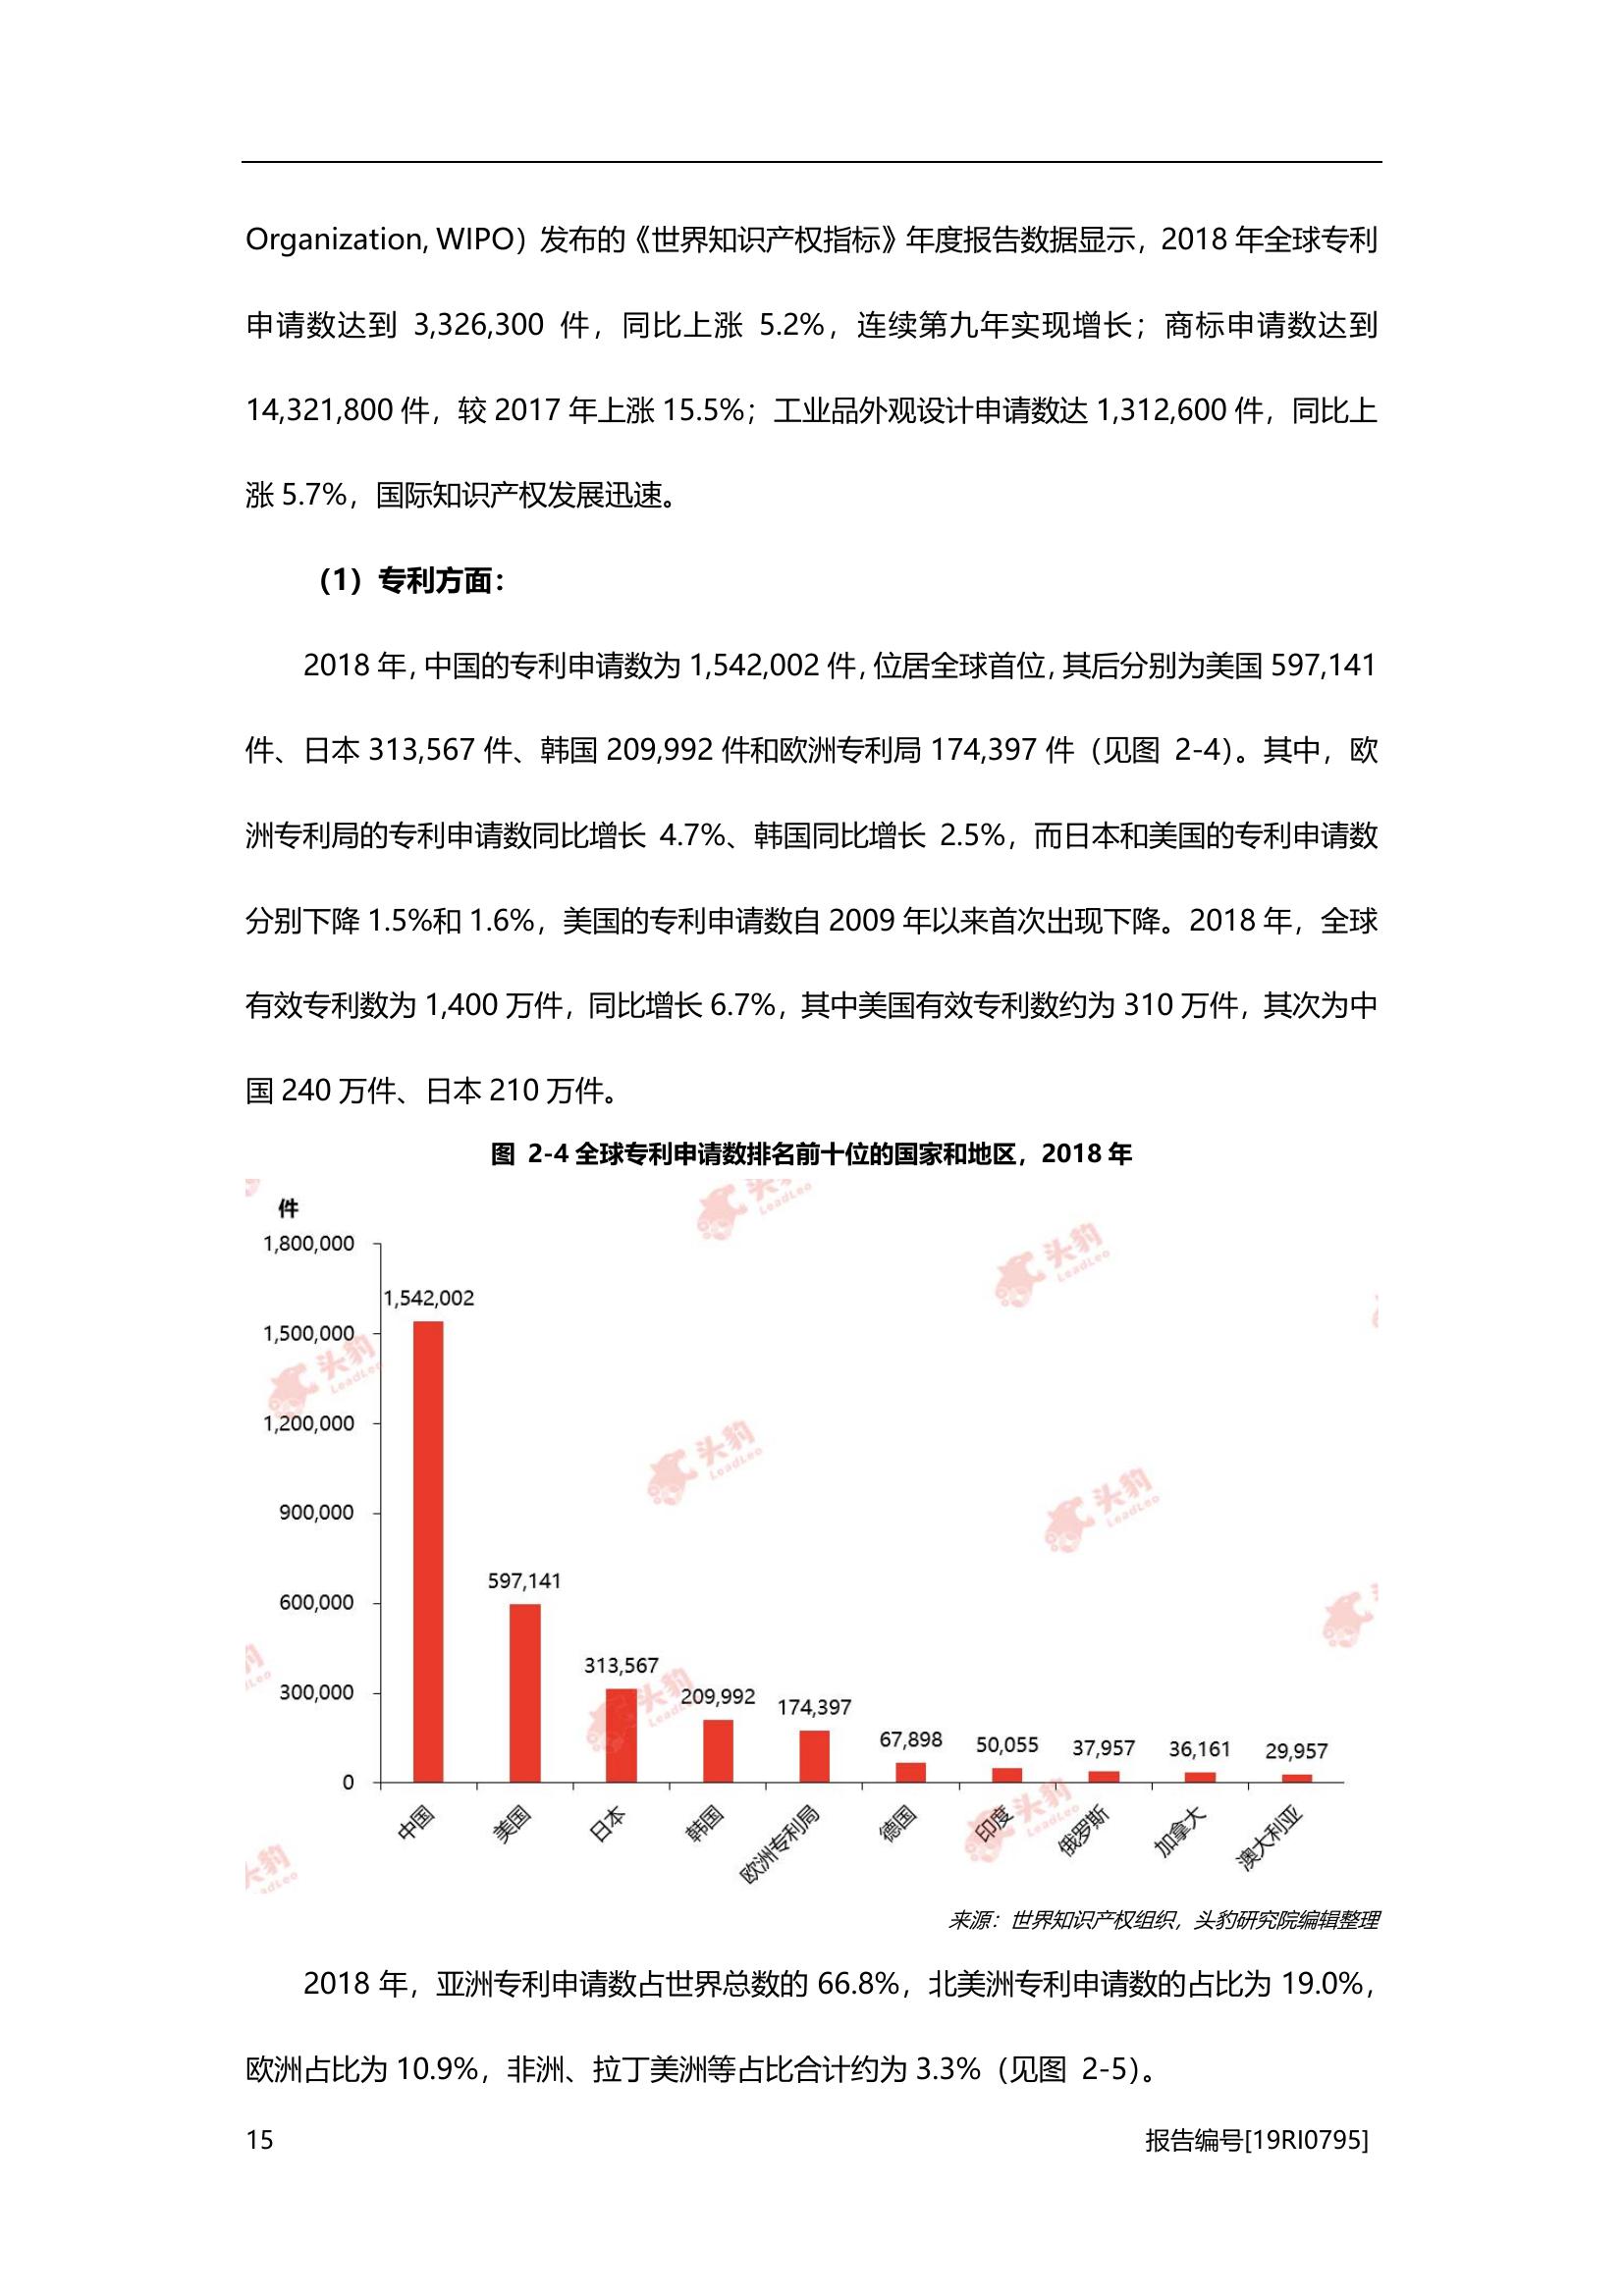 Organization, WIPO）发布的《世界知识产权指标》年度报告数据显示，2018 年全球专利
申请数达到 3,326,300 件，同比上涨 5.2%，连续第九年实现增长；商标申请数达到
14,321,800 件，较 2017 年上涨 15.5%；工业品外观设计申请数达 1,312,600 件，同比上
涨 5.7%，国际知识产权发展迅速。
（1）专利方面：
2018 年，中国的专利申请数为 1,542,002 件，位居全球首位，其后分别为美国 597,141
件、日本 313,567 件、韩国 209,992 件和欧洲专利局 174,397 件（见图 2-4）。其中，欧
洲专利局的专利申请数同比增长 4.7%、韩国同比增长 2.5%，而日本和美国的专利申请数
分别下降 1.5%和 1.6%，美国的专利申请数自 2009 年以来首次出现下降。2018 年，全球
有效专利数为 1,400 万件，同比增长 6.7%，其中美国有效专利数约为 310 万件，其次为中
国 240 万件、日本 210 万件。
图 2-4 全球专利申请数排名前十位的国家和地区，2018 年
件
1,800,000
1,500,000
1,200,000
900,000
600,000
300,000
0
1,542,002
597,141
313,567
209,992
174,397
67,898
50,055
37,957
36,161
29,957
中国
美国
日本
韩国
欧洲专利局
德国
印度
俄罗斯
加拿大
澳大利亚
头豹
LeadLeo
头豹
LeadLeo
头豹
LeadLeo
头豹
LeadLeo
头豹
LeadLeo
头豹
LeadLeo
头豹
LeadLeo
来源：世界知识产权组织，头豹研究院编辑整理
2018 年，亚洲专利申请数占世界总数的 66.8%，北美洲专利申请数的占比为 19.0%，
欧洲占比为 10.9%，非洲、拉丁美洲等占比合计约为 3.3%（见图 2-5）。
15
报告编号[19RI0795]